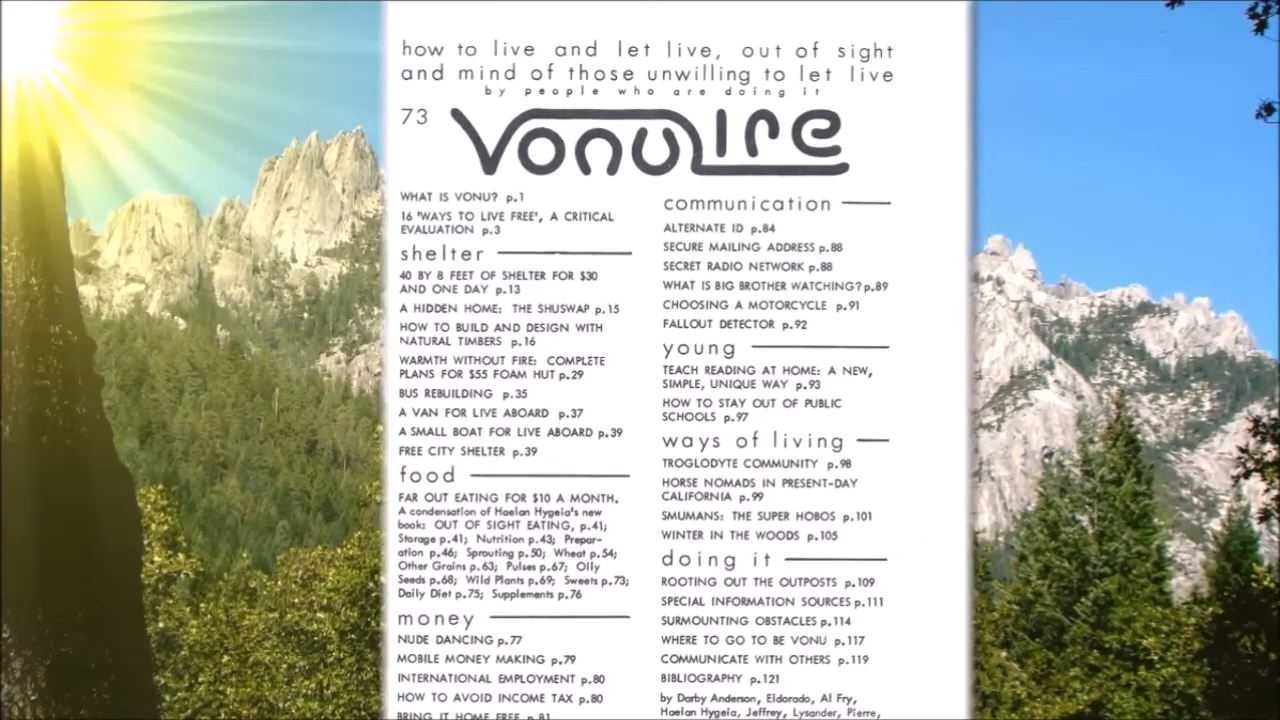 how to live and let live, out of sight
and mind of those unwilling to let live
by people who are doing it
73
VONULIFE
WHAT IS VONU? p.1
16 'WAYS TO LIVE FREE', A CRITICAL
EVALUATION p.3
shelter
40 BY 8 FEET OF SHELTER FOR $30
AND ONE DAY p.13
A HIDDEN HOME: THE SHUSWAP p.15
HOW TO BUILD AND DESIGN WITH
NATURAL TIMBERS p.16
WARMTH WITHOUT FIRE: COMPLETE
PLANS FOR $55 FOAM HUT p.29
BUS REBUILDING p.35
A VAN FOR LIVE ABOARD p.37
A SMALL BOAT FOR LIVE ABOARD p.39
FREE CITY SHELTER p.39
food
FAR OUT EATING FOR $10 A MONTH.
A condensation of Haelan Hygeia's new
book: OUT OF SIGHT EATING, p.41;
Storage p.41; Nutrition p.43; Prepar-
ation p.46; Sprouting p.50; Wheat p.54;
Other Grains p.63; Pulses p.67; Oily
Seeds p.68; Wild Plants p.69; Sweets p.73;
Daily Diet p.75; Supplements p.76
money
NUDE DANCING p.77
MOBILE MONEY MAKING p.79
INTERNATIONAL EMPLOYMENT p.80
HOW TO AVOID INCOME TAX p.80
BRING IT HOME FREE p.81
communication
ALTERNATE ID p.84
SECURE MAILING ADDRESS p.88
SECRET RADIO NETWORK p.88
WHAT IS BIG BROTHER WATCHING? p.89
CHOOSING A MOTORCYCLE p.91
FALLOUT DETECTOR p.92
young
TEACH READING AT HOME: A NEW,
SIMPLE, UNIQUE WAY p.93
HOW TO STAY OUT OF PUBLIC
SCHOOLS p.97
ways of living
TROGLODYTE COMMUNITY p.98
HORSE NOMADS IN PRESENT-DAY
CALIFORNIA p.99
SMUMANS: THE SUPER HOBOS p.101
WINTER IN THE WOODS p.105
doing it
ROOTING OUT THE OUTPOSTS p.109
SPECIAL INFORMATION SOURCES p.111
SURMOUNTING OBSTACLES p.114
WHERE TO GO TO BE VONU p.117
COMMUNICATE WITH OTHERS p.119
BIBLIOGRAPHY p.121
by Darby Anderson, Eldorado, Al Fry,
Haelan Hygeia, Jeffrey, Lysander, Pierre,